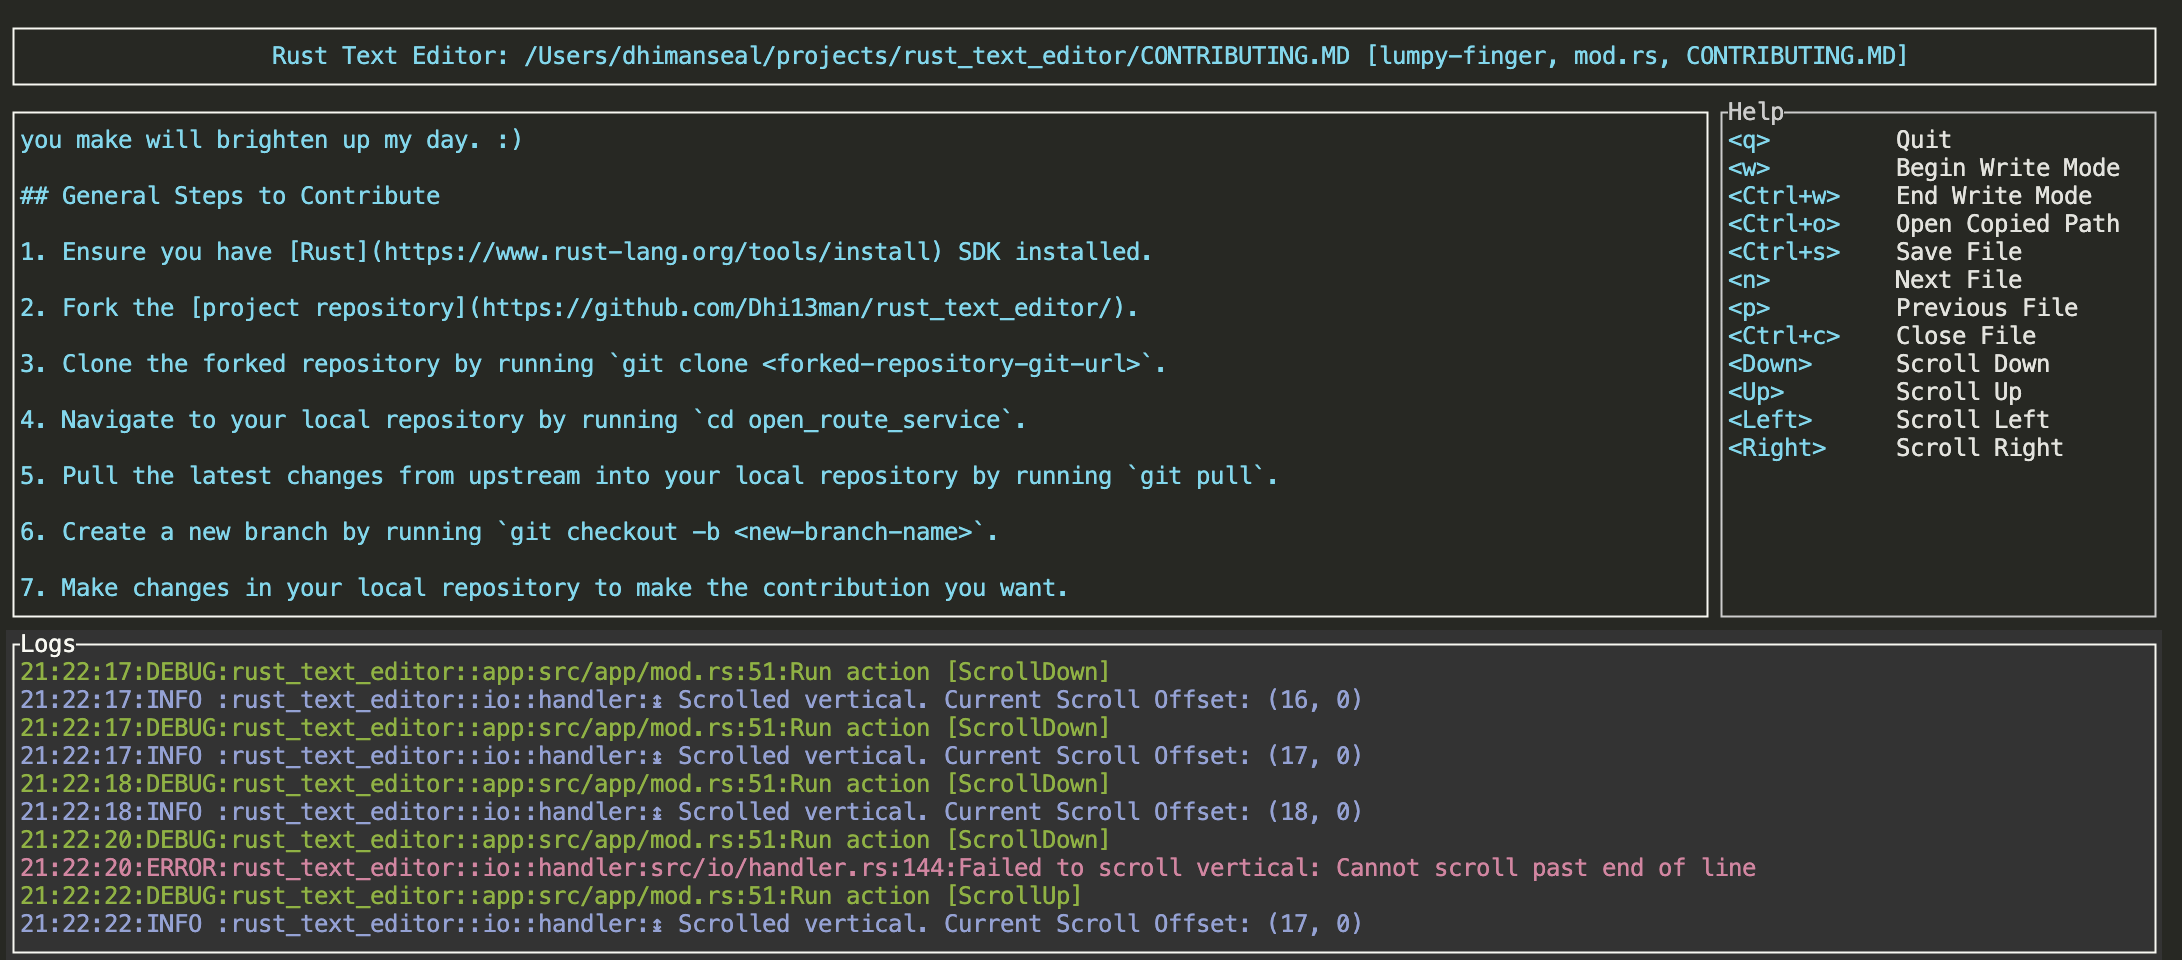 Rust Text Editor: /Users/dhimanseal/projects/rust_text_editor/CONTRIBUTING.MD [lumpy-finger, mod.rs, CONTRIBUTING.MD]
you make will brighten up my day. :)
## General Steps to Contribute
1. Ensure you have [Rust](https://www.rust-lang.org/tools/install) SDK installed.
2. Fork the [project repository](https://github.com/Dhi13man/rust_text_editor/).
3. Clone the forked repository by running `git clone <forked-repository-git-url>`.
4. Navigate to your local repository by running `cd open_route_service`.
5. Pull the latest changes from upstream into your local repository by running `git pull`.
6. Create a new branch by running `git checkout -b <new-branch-name>`.
7. Make changes in your local repository to make the contribution you want.
Help
<q> Quit
<w> Begin Write Mode
<Ctrl+w> End Write Mode
<Ctrl+o> Open Copied Path
<Ctrl+s> Save File
<n> Next File
<p> Previous File
<Ctrl+c> Close File
<Down> Scroll Down
<Up> Scroll Up
<Left> Scroll Left
<Right> Scroll Right
Logs
21:22:17:DEBUG:rust_text_editor::app:src/app/mod.rs:51:Run action [ScrollDown]
21:22:17:INFO :rust_text_editor::io::handler:↨ Scrolled vertical. Current Scroll Offset: (16, 0)
21:22:17:DEBUG:rust_text_editor::app:src/app/mod.rs:51:Run action [ScrollDown]
21:22:17:INFO :rust_text_editor::io::handler:↨ Scrolled vertical. Current Scroll Offset: (17, 0)
21:22:18:DEBUG:rust_text_editor::app:src/app/mod.rs:51:Run action [ScrollDown]
21:22:18:INFO :rust_text_editor::io::handler:↨ Scrolled vertical. Current Scroll Offset: (18, 0)
21:22:20:DEBUG:rust_text_editor::app:src/app/mod.rs:51:Run action [ScrollDown]
21:22:20:ERROR:rust_text_editor::io::handler:src/io/handler.rs:144:Failed to scroll vertical: Cannot scroll past end of line
21:22:22:DEBUG:rust_text_editor::app:src/app/mod.rs:51:Run action [ScrollUp]
21:22:22:INFO :rust_text_editor::io::handler:↨ Scrolled vertical. Current Scroll Offset: (17, 0)